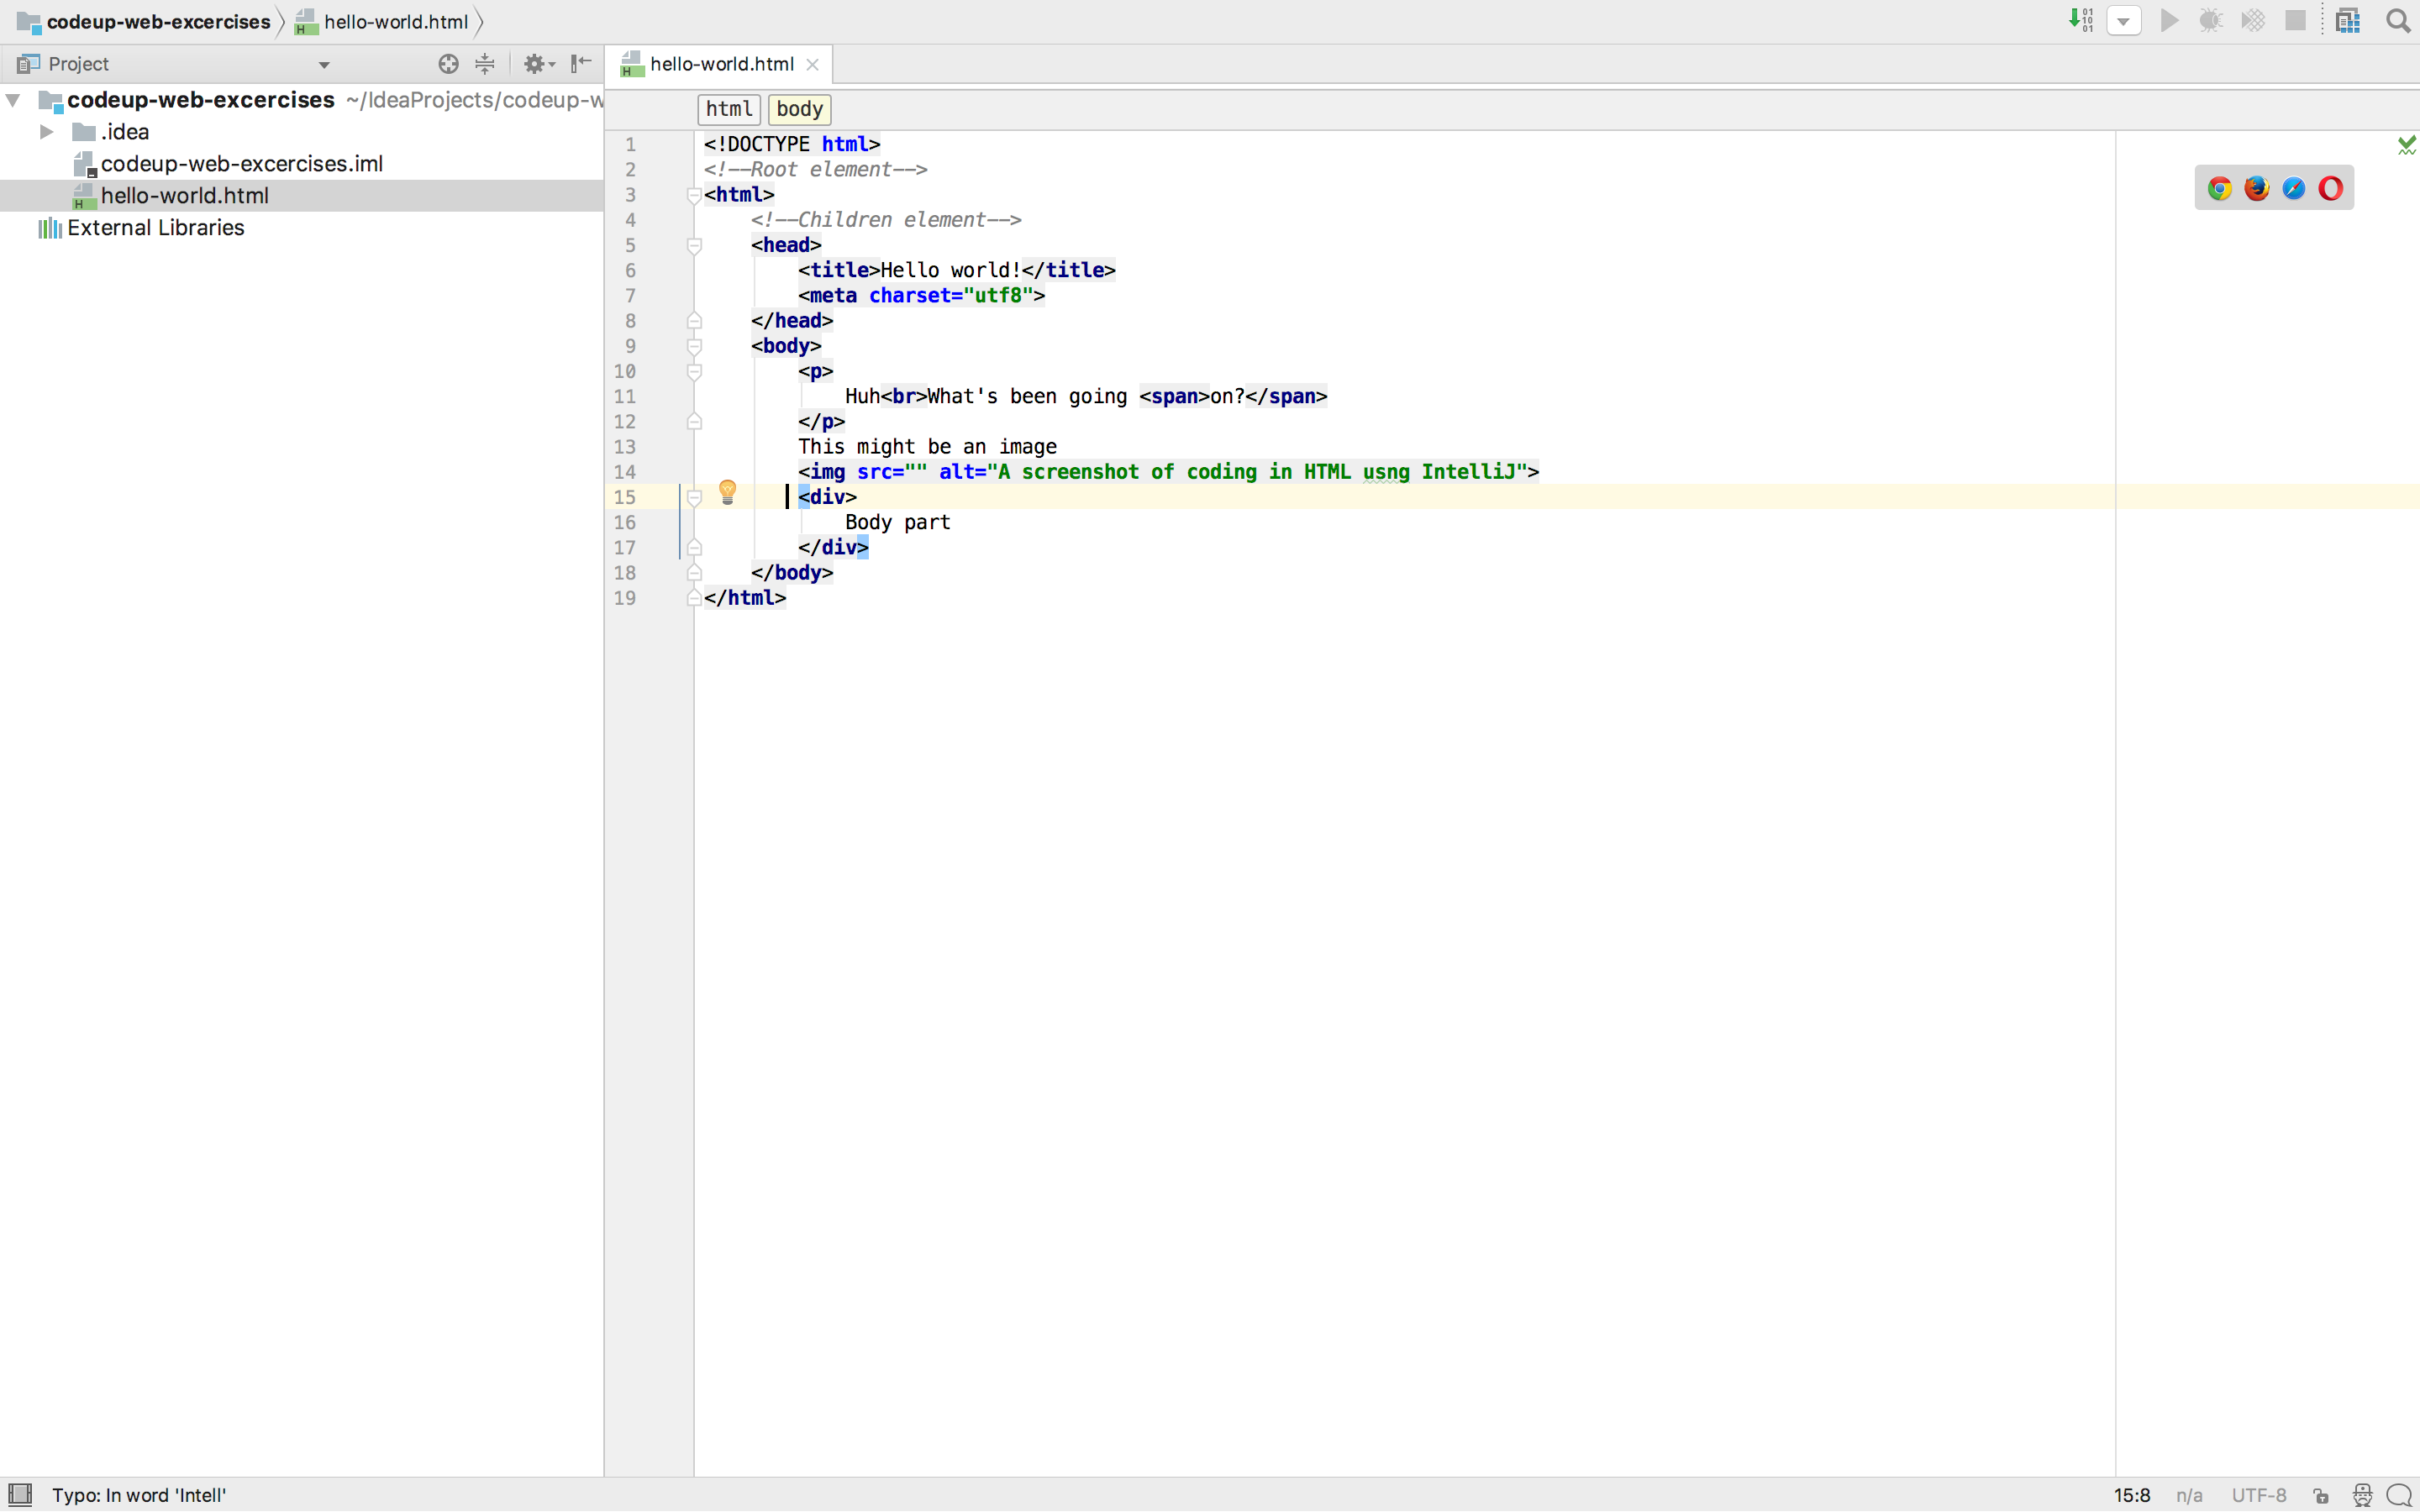 codeup-web-excercises hello-world.html
Project
codeup-web-excercises ~/IdeaProjects/codeup-w
.idea
codeup-web-excercises.iml
hello-world.html
External Libraries
hello-world.html
html body
1 <!DOCTYPE html>
2 <!--Root element-->
3 <html>
4 <!--Children element-->
5 <head>
6 <title>Hello world!</title>
7 <meta charset="utf8">
8 </head>
9 <body>
10 <p>
11 Huh<br>What's been going <span>on?</span>
12 </p>
13 This might be an image
14 <img src="" alt="A screenshot of coding in HTML usng IntelliJ">
15 <div>
16 Body part
17 </div>
18 </body>
19 </html>
Typo: In word 'Intell' 15:8 n/a UTF-8